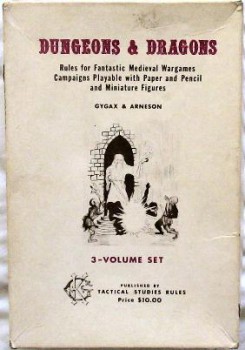 DUNGEONS & DRAGONS
Rules for Fantastic Medieval Wargames
Campaigns Playable with Paper and Pencil
and Miniature Figures
GYGAX & ARNESON
3-VOLUME SET
PUBLISHED BY
TACTICAL STUDIES RULES
Price $10.00